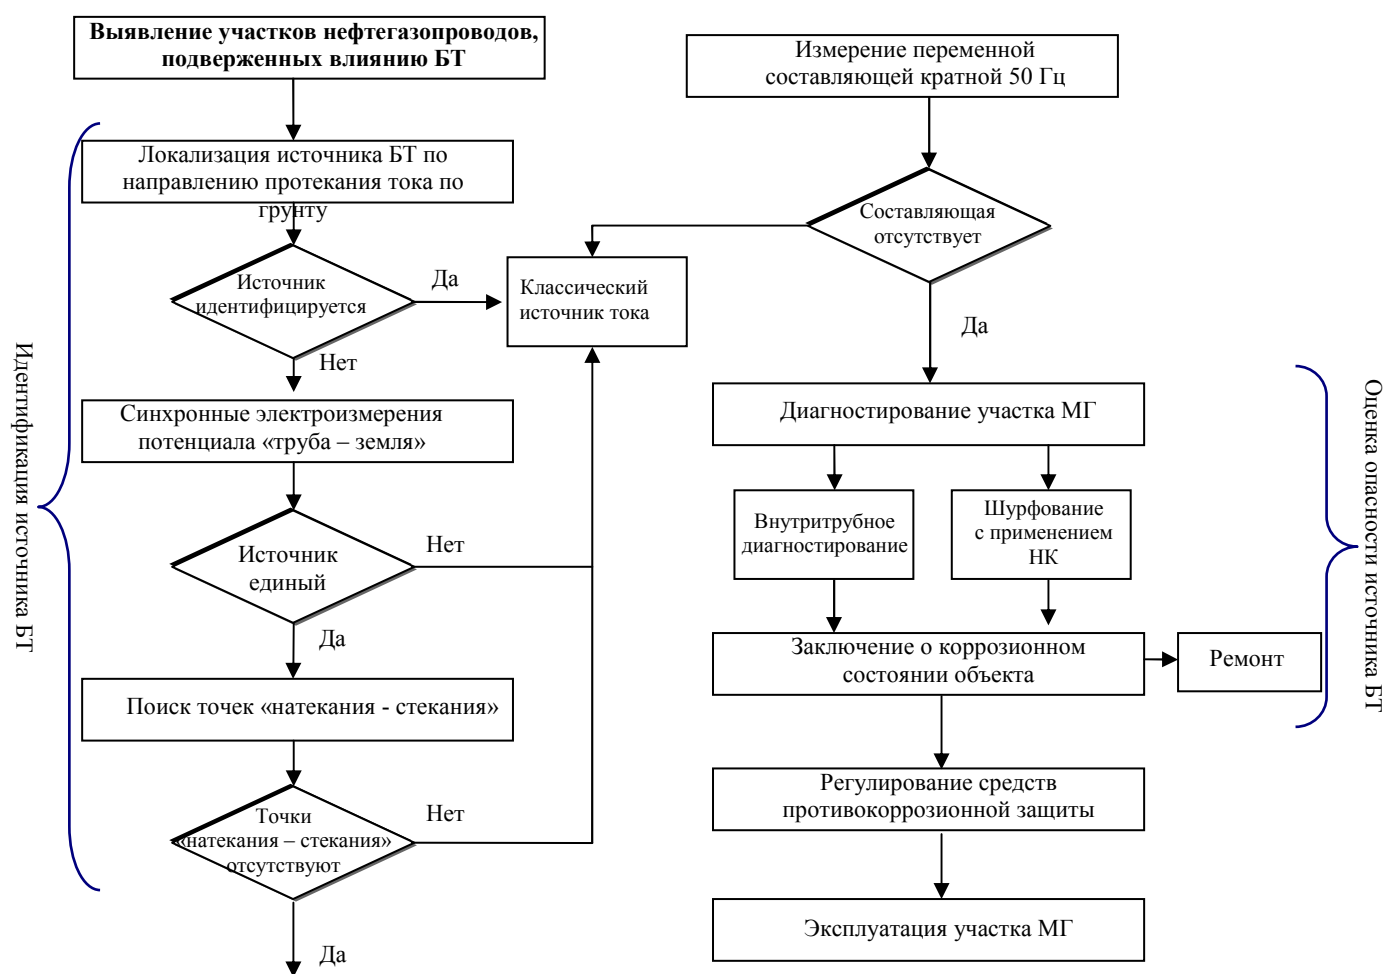 Выявление участков нефтегазопроводов,
подверженных влиянию БТ
Локализация источника БТ по
направлению протекания тока по
грунту
Источник
идентифицируется
Да
Нет
Классический
источник тока
Синхронные электроизмерения
потенциала «труба – земля»
Источник
единый
Нет
Да
Поиск точек «натекания - стекания»
Точки
«натекания – стекания»
отсутствуют
Нет
Да
Идентификация источника БТ
Измерение переменной
составляющей кратной 50 Гц
Составляющая
отсутствует
Да
Диагностирование участка МГ
Внутритрубное
диагностирование
Шурфование
с применением
НК
Заключение о коррозионном
состоянии объекта
Ремонт
Регулирование средств
противокоррозионной защиты
Эксплуатация участка МГ
Оценка опасности источника БТ